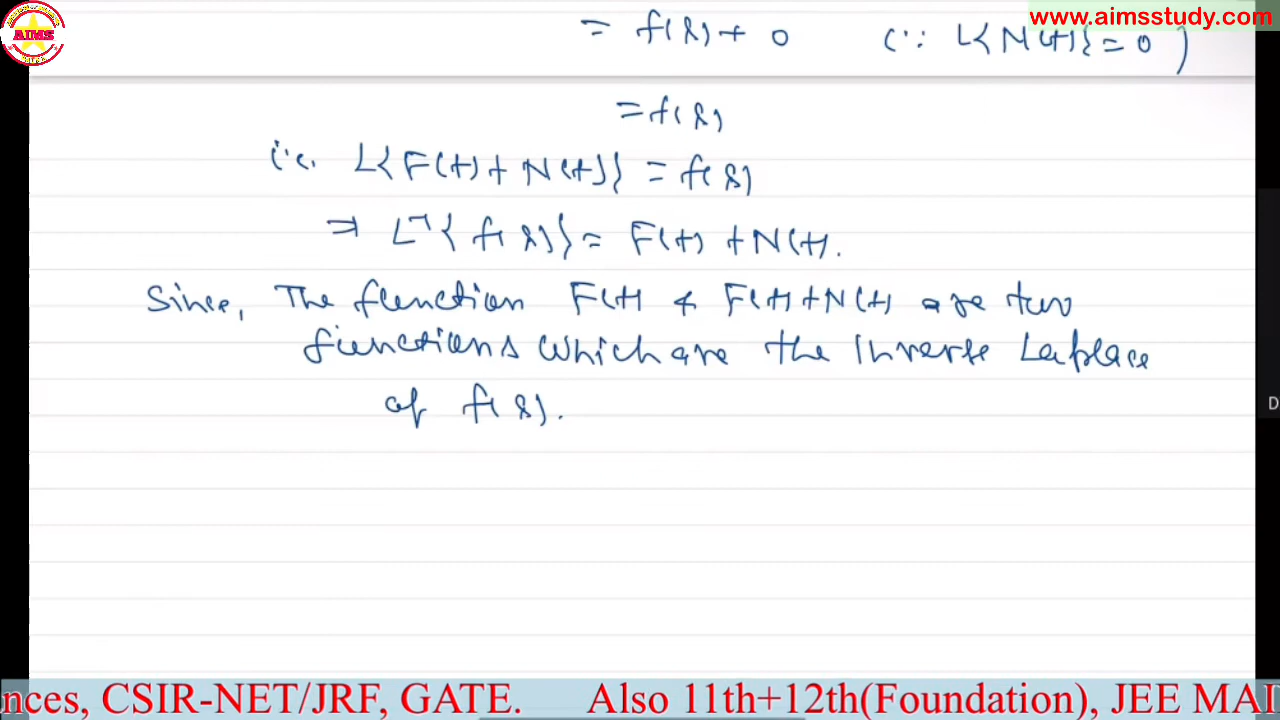 AIMS
www.aimsstudy.com
= f(s) + 0 (∵ L{N(t)} = 0)
= f(s)
i.e. L{F(t) + N(t)} = f(s)
⇒ L⁻¹{f(s)} = F(t) + N(t).
Since, The function F(t) & F(t) + N(t) are two
functions which are the Inverse Laplace
of f(s).
D
nces, CSIR-NET/JRF, GATE. Also 11th+12th(Foundation), JEE MAI